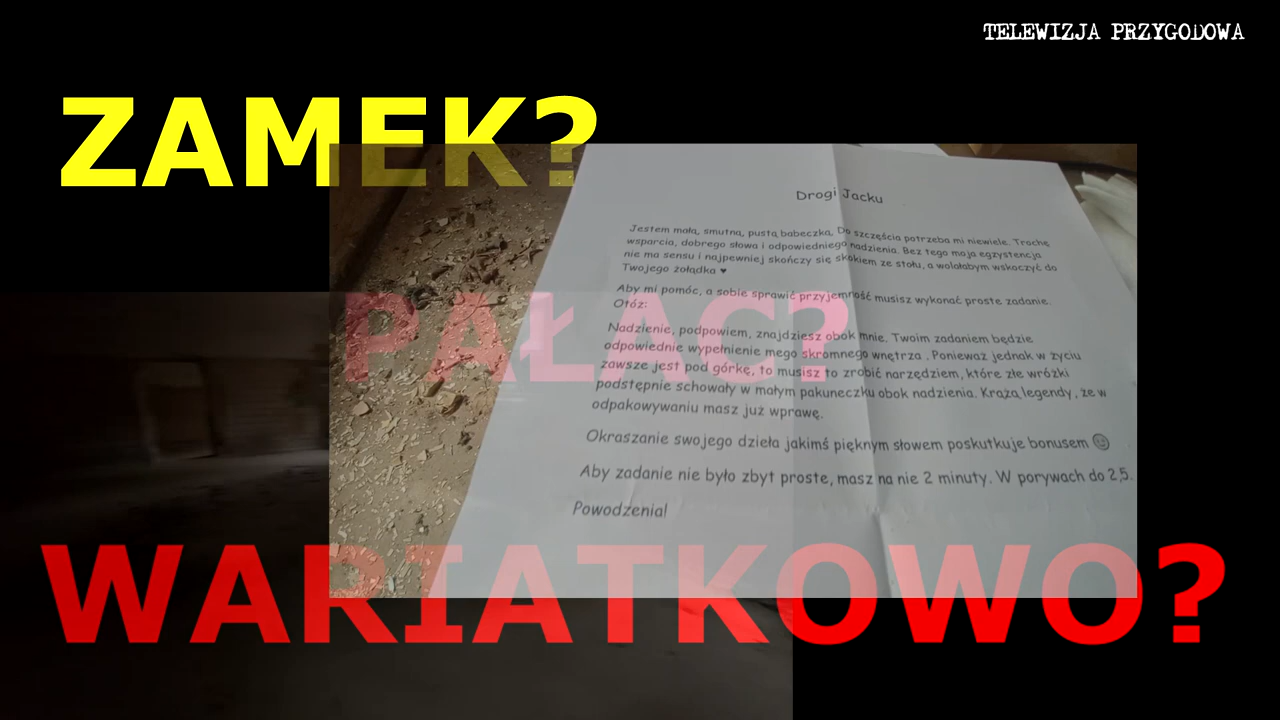 TELEWIZJA PRZYGODOWA
ZAMEK?
Drogi Jacku
Jestem małą, smutną, pustą babeczką. Do szczęścia potrzeba mi niewiele. Trochę
wsparcia, dobrego słowa i odpowiedniego nadzienia. Bez tego moja egzystencja
nie ma sensu i najpewniej skończy się skokiem ze stołu, a wolałabym wskoczyć do
Twojego żołądka ♥
Aby mi pomóc, a sobie sprawić przyjemność musisz wykonać proste zadanie.
Otóż:
PAŁAC?
Nadzienie, podpowiem, znajdziesz obok mnie. Twoim zadaniem będzie
odpowiednie wypełnienie mego skromnego wnętrza . Ponieważ jednak w życiu
zawsze jest pod górkę, to musisz to zrobić narzędziem, które złe wróżki
podstępnie schowały w małym pakuneczku obok nadzienia. Krążą legendy , że w
odpakowywaniu masz już wprawę.
Okraszanie swojego dzieła jakimś pięknym słowem poskutkuje bonusem 😊
Aby zadanie nie było zbyt proste, masz na nie 2 minuty. W porywach do 2,5.
Powodzenia!
WARIATKOWO?